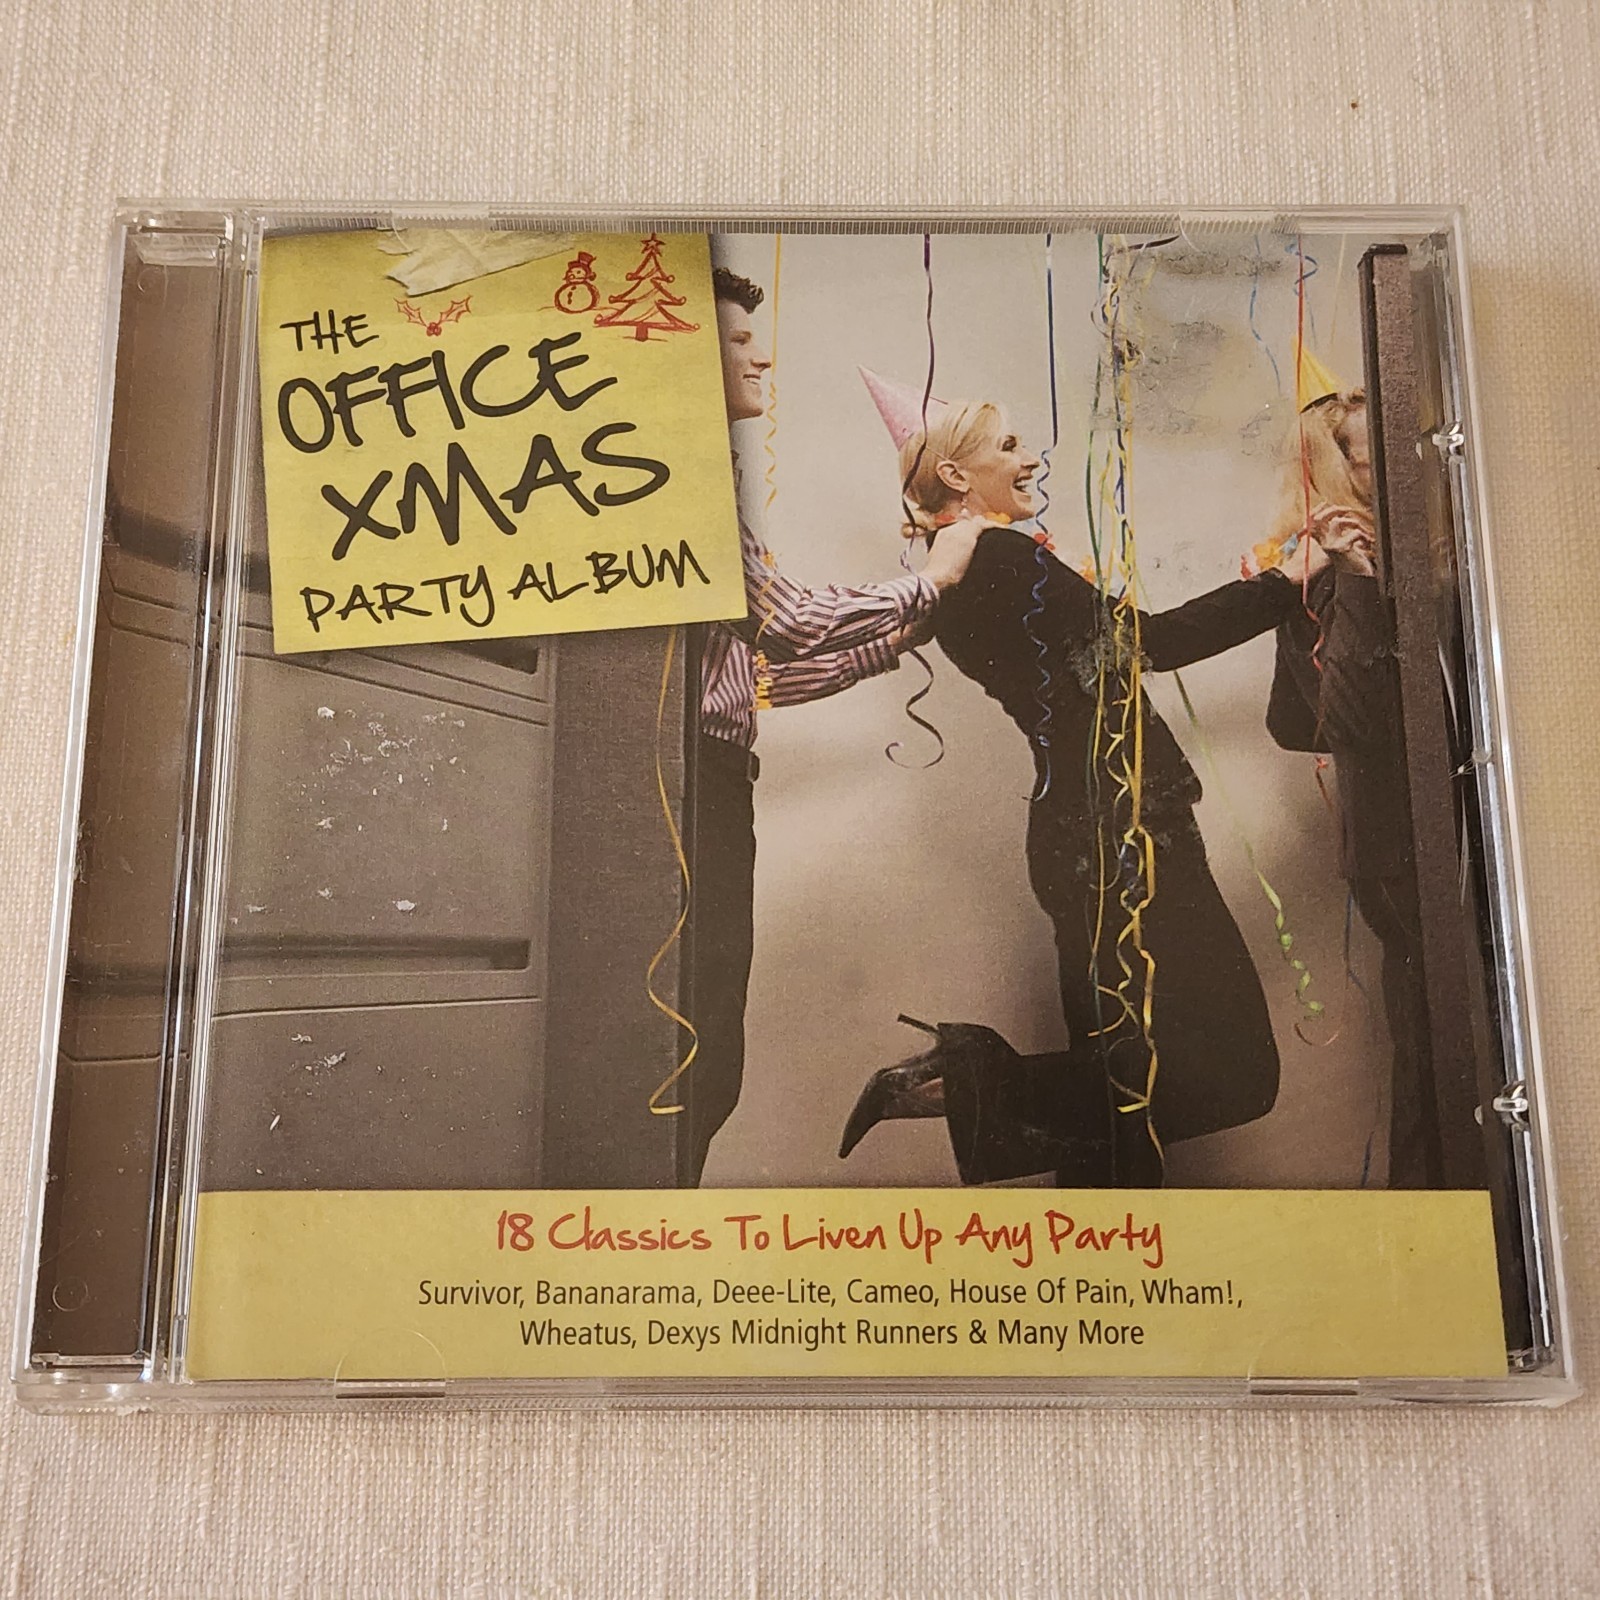 THE
OFFICE
XMAS
PARTY ALBUM
18 Classics To Liven Up Any Party
Survivor, Bananarama, Deee-Lite, Cameo, House Of Pain, Wham!,
Wheatus, Dexys Midnight Runners & Many More